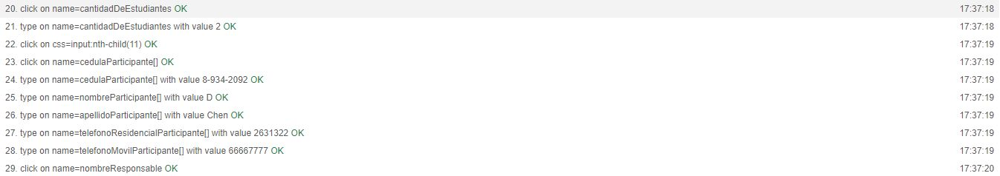 20. click on name=cantidadDeEstudiantes OK 17:37:18
21. type on name=cantidadDeEstudiantes with value 2 OK 17:37:18
22. click on css=input:nth-child(11) OK 17:37:19
23. click on name=cedulaParticipante[] OK 17:37:19
24. type on name=cedulaParticipante[] with value 8-934-2092 OK 17:37:19
25. type on name=nombreParticipante[] with value D OK 17:37:19
26. type on name=apellidoParticipante[] with value Chen OK 17:37:19
27. type on name=telefonoResidencialParticipante[] with value 2631322 OK 17:37:19
28. type on name=telefonoMovilParticipante[] with value 66667777 OK 17:37:19
29. click on name=nombreResponsable OK 17:37:20